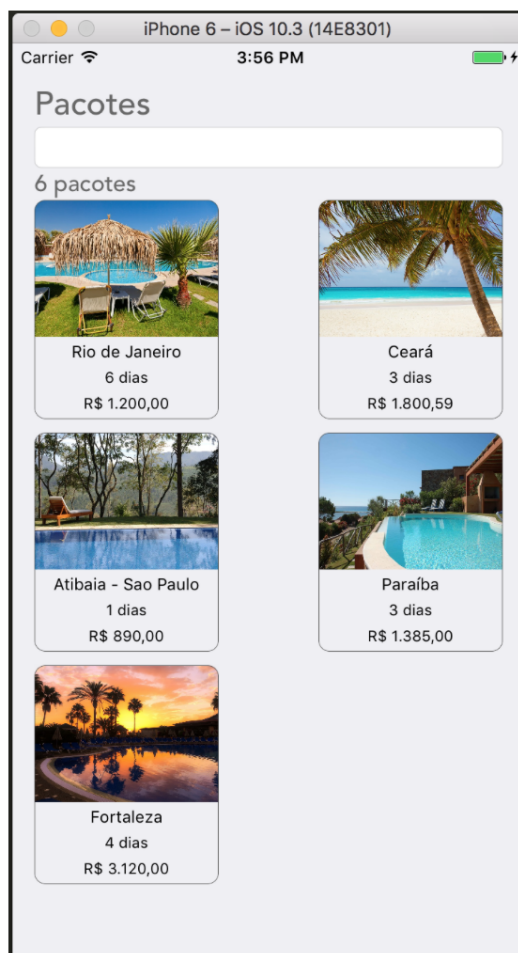 iPhone 6 – iOS 10.3 (14E8301)
Carrier 3:56 PM
Pacotes
6 pacotes
Rio de Janeiro
6 dias
R$ 1.200,00
Ceará
3 dias
R$ 1.800,59
Atibaia - Sao Paulo
1 dias
R$ 890,00
Paraíba
3 dias
R$ 1.385,00
Fortaleza
4 dias
R$ 3.120,00